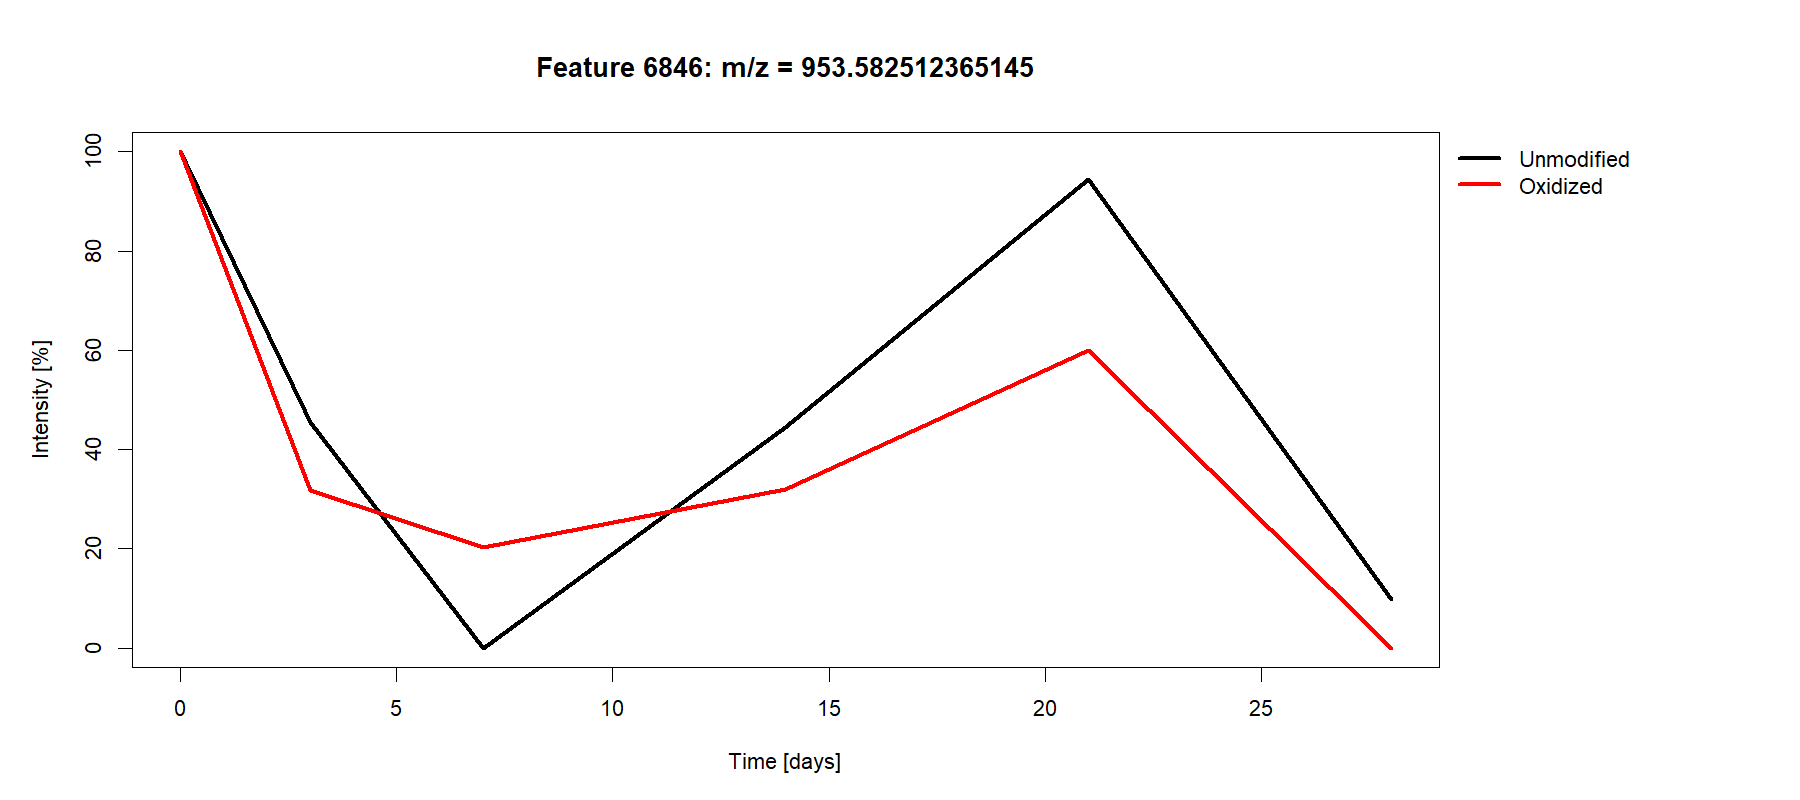 Feature 6846: m/z = 953.582512365145
Unmodified
Oxidized
Intensity [%]
100
80
60
40
20
0
0 5 10 15 20 25
Time [days]